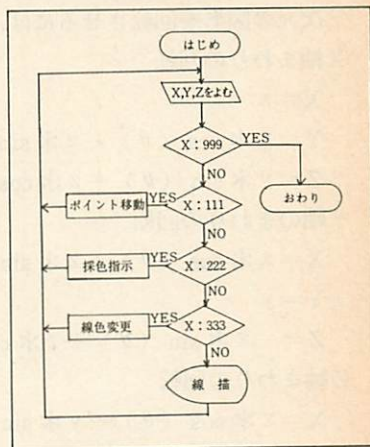 はじめ
X,Y,Zをよむ
X：999
YES
NO
おわり
X：111
YES
ポイント移動
NO
X：222
YES
採色指示
NO
X：333
YES
線色変更
NO
線　描